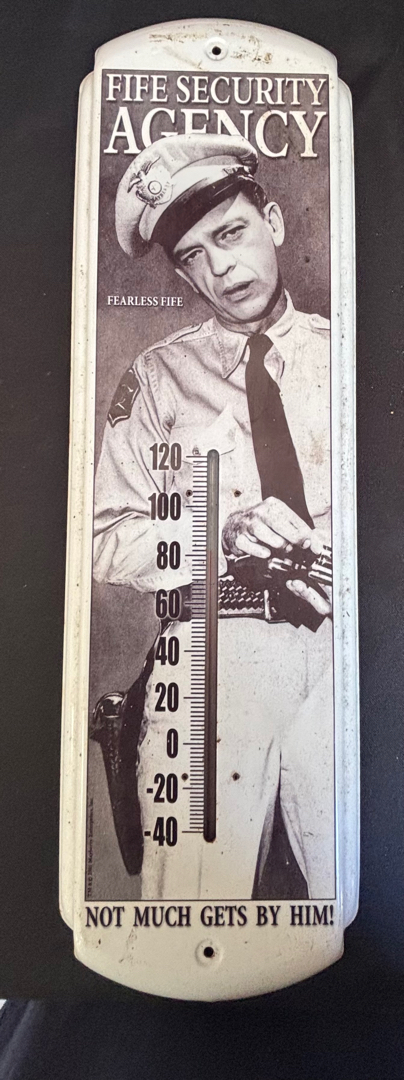 FIFE SECURITY
AGENCY
FEARLESS FIFE
120
100
80
60
40
20
0
-20
-40
NOT MUCH GETS BY HIM!